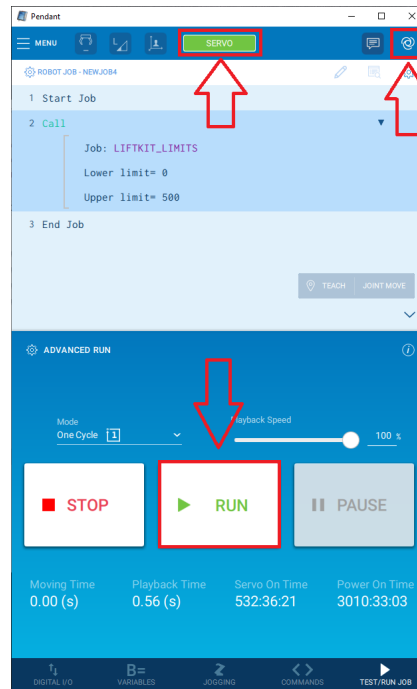 Pendant
MENU
SERVO
ROBOT JOB - NEWJOB4
1 Start Job
2 Call
Job: LIFTKIT_LIMITS
Lower limit= 0
Upper limit= 500
3 End Job
TEACH JOINT MOVE
ADVANCED RUN
Mode
One Cycle 1
Playback Speed
100 %
STOP
RUN
PAUSE
Moving Time Playback Time Servo On Time Power On Time
0.00 (s) 0.56 (s) 532:36:21 3010:33:03
B=
DIGITAL I/O VARIABLES JOGGING COMMANDS TEST/RUN JOB